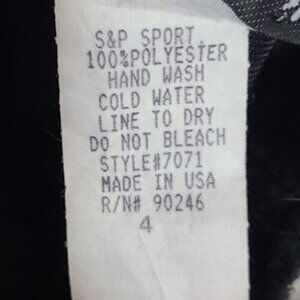 S&P SPORT.
100%POLYESTER
HAND WASH
COLD WATER
LINE TO DRY
DO NOT BLEACH
STYLE#7071
MADE IN USA
R/N# 90246
4